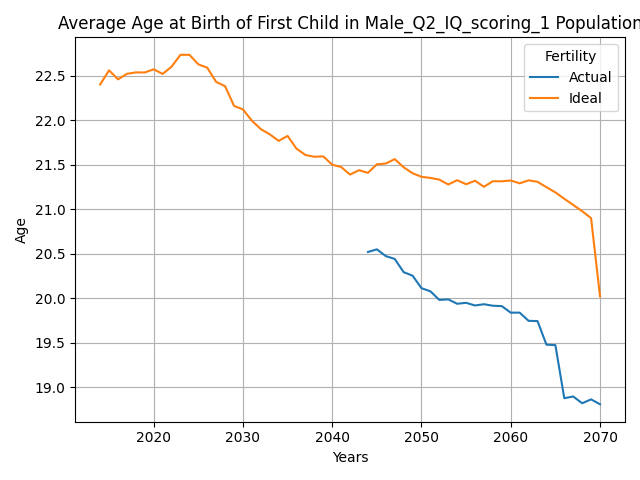 Average Age at Birth of First Child in Male_Q2_IQ_scoring_1 Population
Fertility
Actual
Ideal
22.5
22.0
21.5
21.0
20.5
20.0
19.5
19.0
Age
2020 2030 2040 2050 2060 2070
Years